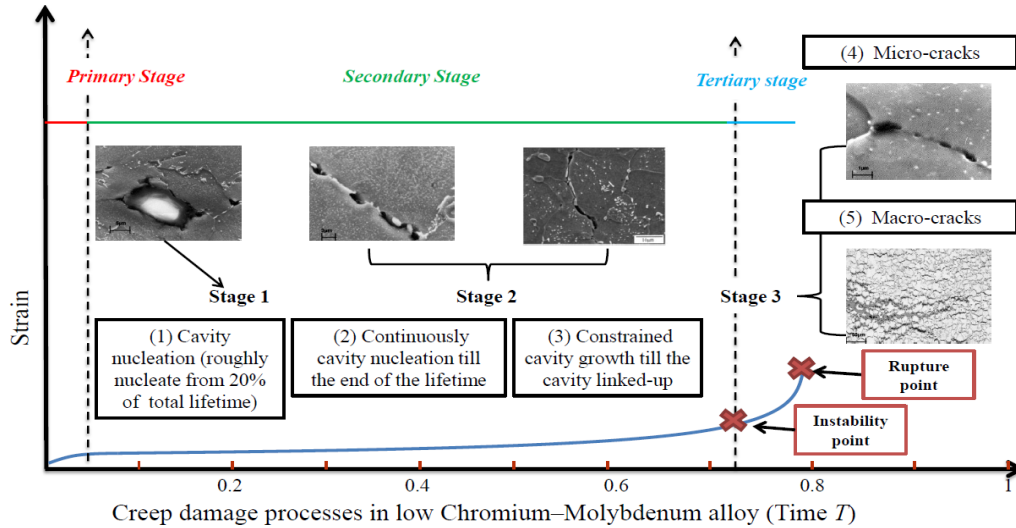 (4) Micro-cracks
Primary Stage
Secondary Stage
Tertiary stage
(5) Macro-cracks
Stage 1
Stage 2
Stage 3
(1) Cavity
nucleation (roughly
nucleate from 20%
of total lifetime)
(2) Continuously
cavity nucleation till
the end of the lifetime
(3) Constrained
cavity growth till the
cavity linked-up
Rupture
point
Instability
point
Strain
0.2
0.4
0.6
0.8
1
Creep damage processes in low Chromium–Molybdenum alloy (Time T)